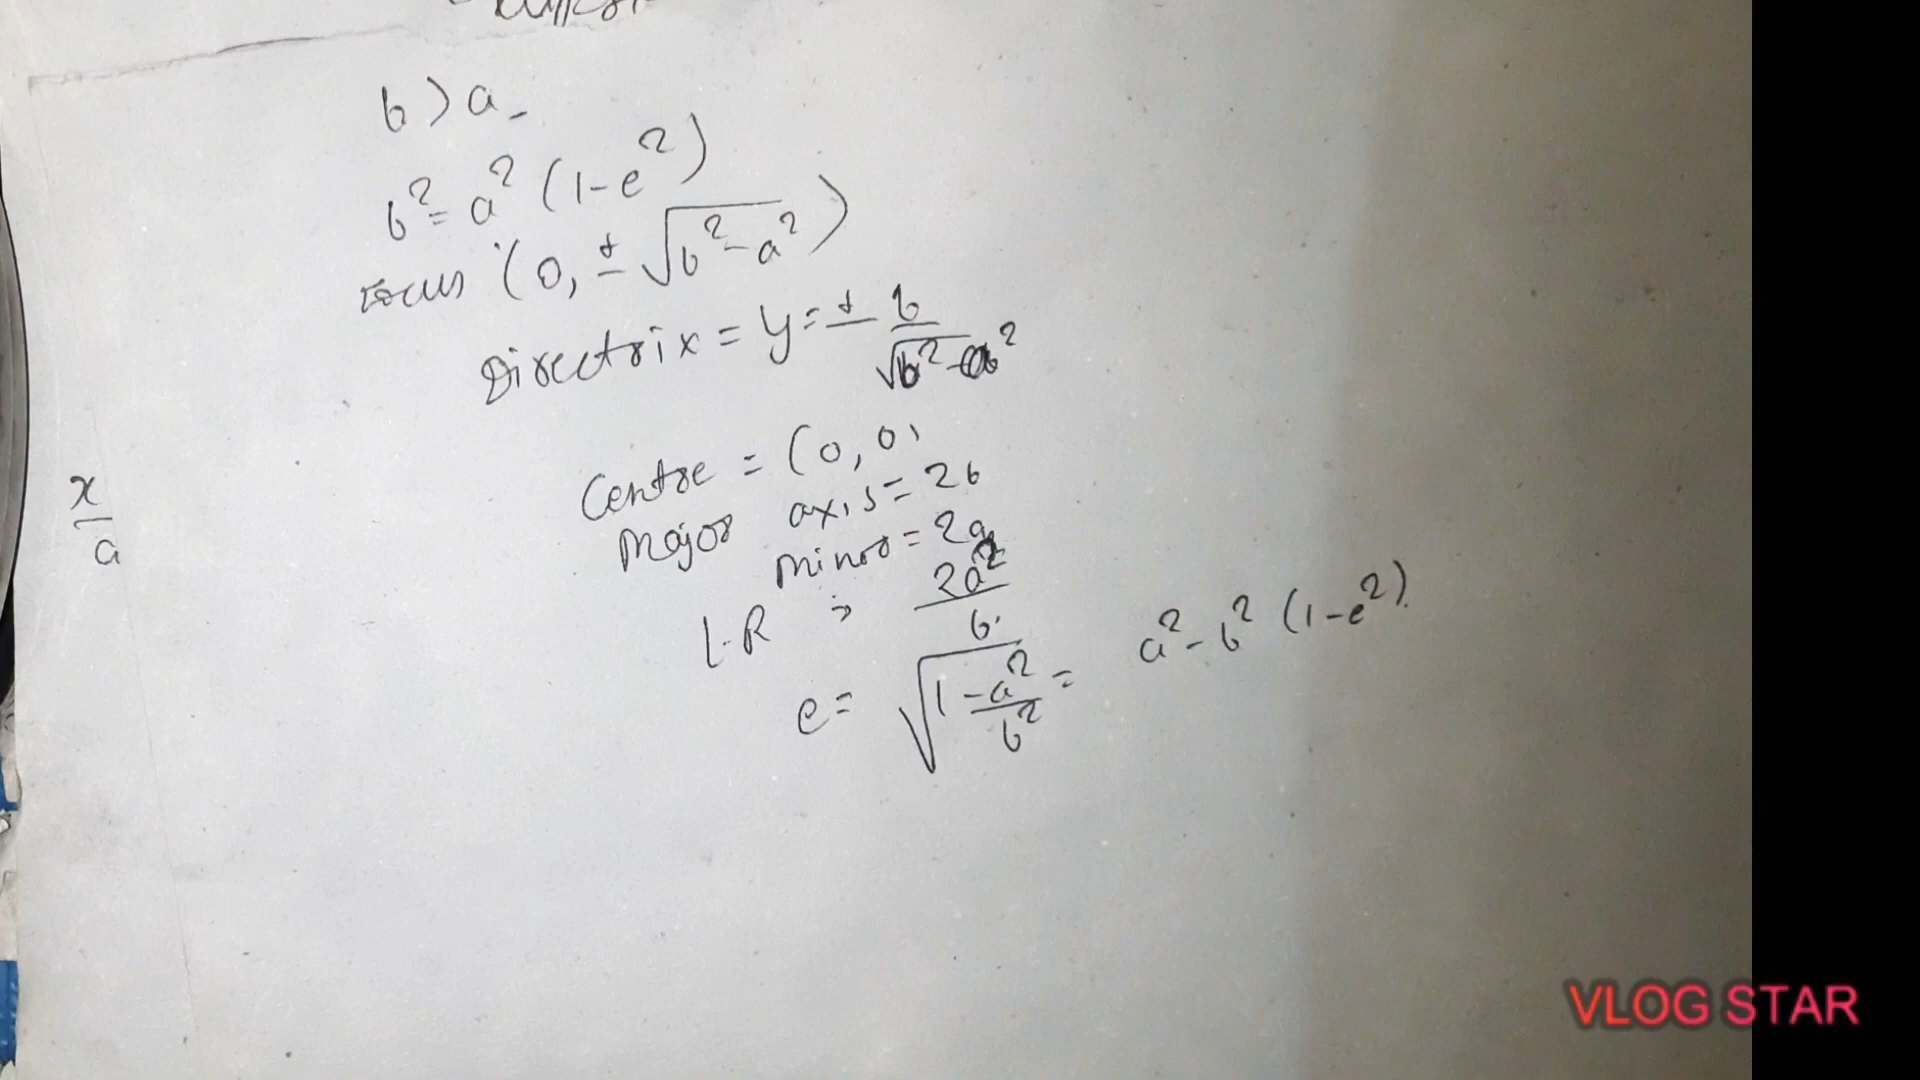 b > a -
b² = a² (1 - e²)
Focus (0, ± √b² - a²)
Directrix = y = ± b / √b² - a²
Centre = (0, 0)
Major axis = 2b
minor = 2a
L.R = 2a² / b
e = √1 - a² / b² = a² - b² (1 - e²).
x / a
VLOG STAR